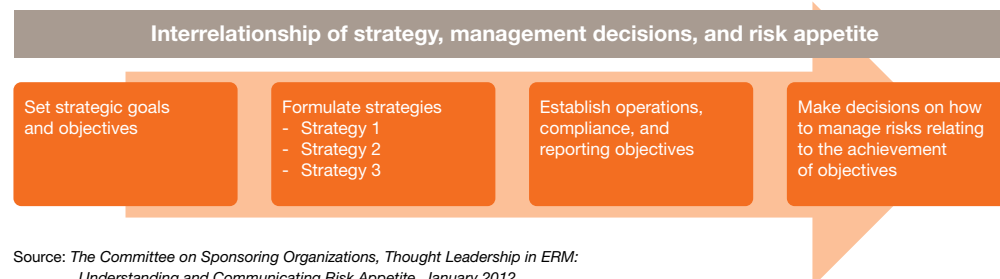 Interrelationship of strategy, management decisions, and risk appetite
Set strategic goals
and objectives
Formulate strategies
- Strategy 1
- Strategy 2
- Strategy 3
Establish operations,
compliance, and
reporting objectives
Make decisions on how
to manage risks relating
to the achievement
of objectives
Source: The Committee on Sponsoring Organizations, Thought Leadership in ERM:
Understanding and Communicating Risk Appetite, January 2012